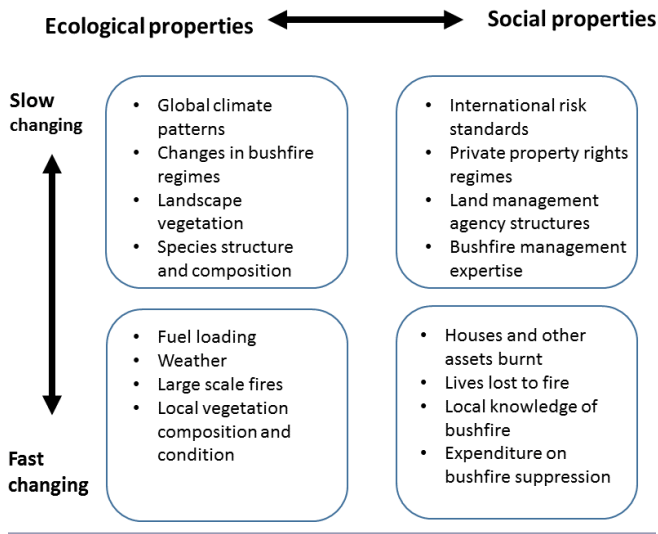 Ecological properties
Social properties
Slow
changing
• Global climate
patterns
• Changes in bushfire
regimes
• Landscape
vegetation
• Species structure
and composition
• International risk
standards
• Private property rights
regimes
• Land management
agency structures
• Bushfire management
expertise
• Fuel loading
• Weather
• Large scale fires
• Local vegetation
composition and
condition
• Houses and other
assets burnt
• Lives lost to fire
• Local knowledge of
bushfire
• Expenditure on
bushfire suppression
Fast
changing